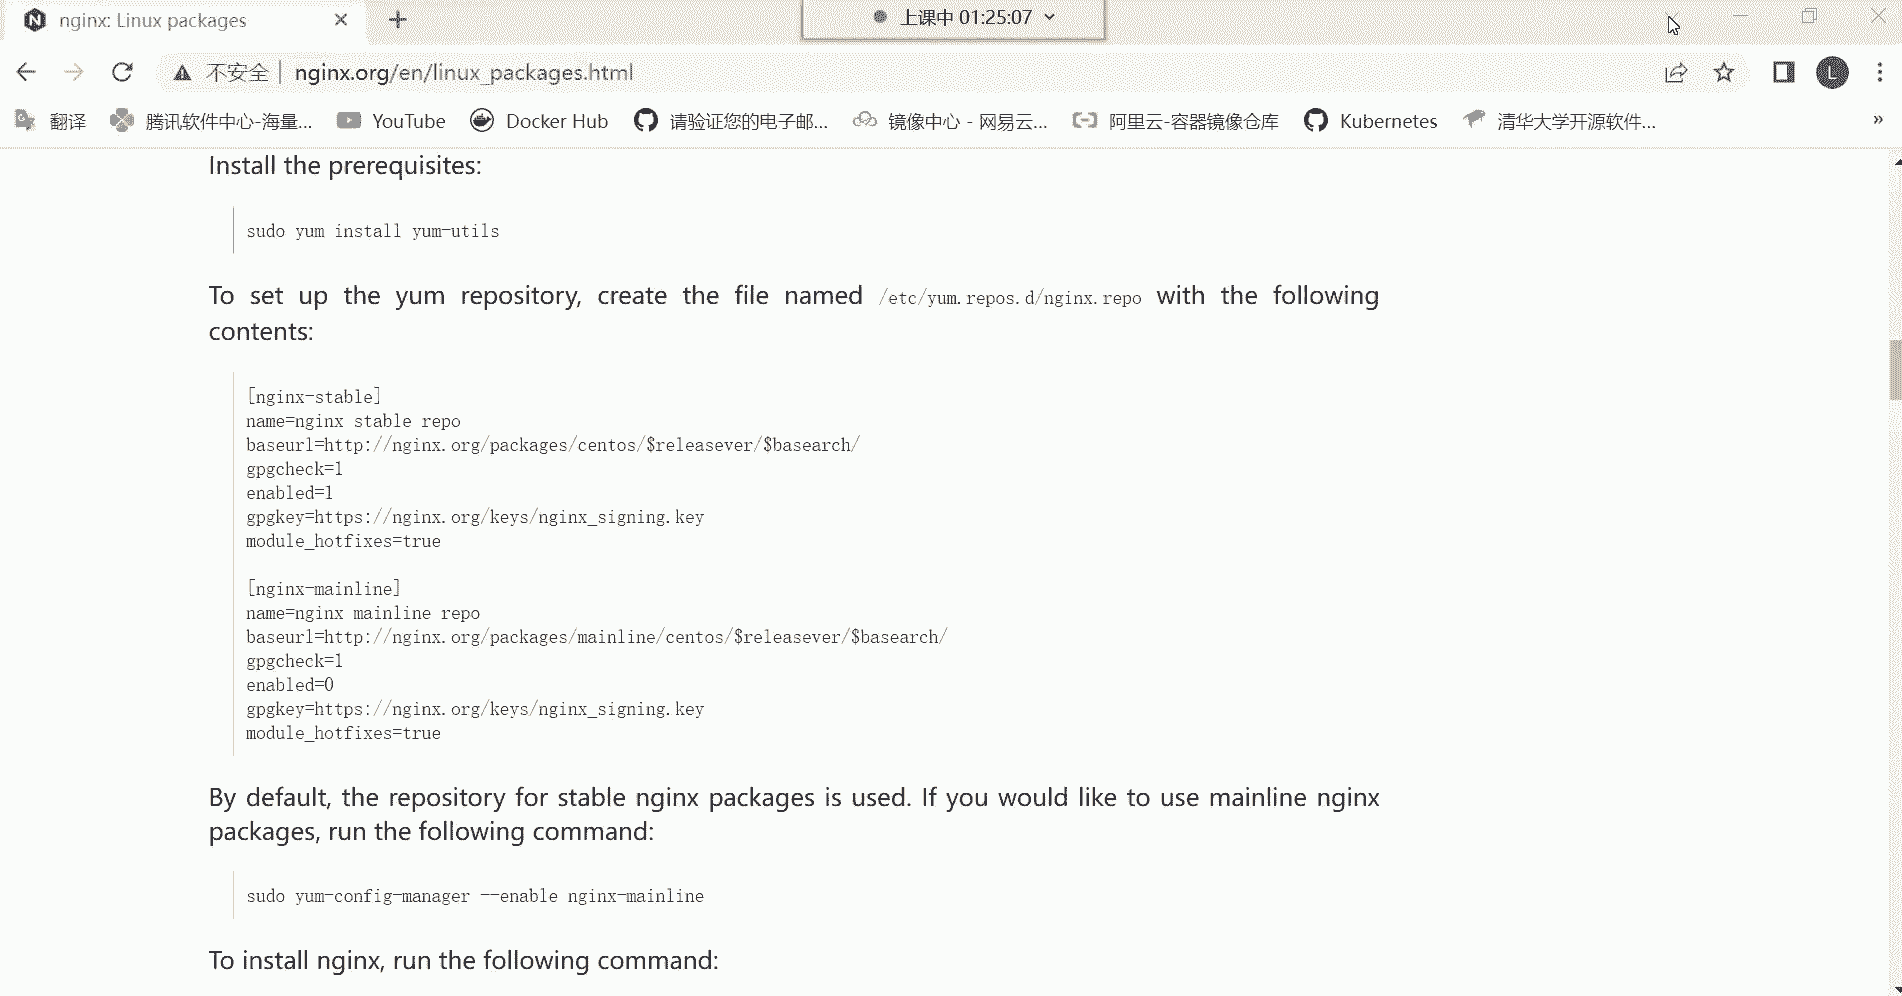 nginx: Linux packages
上课中 01:25:07
不安全 nginx.org/en/linux_packages.html
L
翻译 腾讯软件中心-海量... YouTube Docker Hub 请验证您的电子邮... 镜像中心 - 网易云... 阿里云-容器镜像仓库 Kubernetes 清华大学开源软件... »
Install the prerequisites:
sudo yum install yum-utils
To set up the yum repository, create the file named /etc/yum.repos.d/nginx.repo with the following
contents:
[nginx-stable]
name=nginx stable repo
baseurl=http://nginx.org/packages/centos/$releasever/$basearch/
gpgcheck=1
enabled=1
gpgkey=https://nginx.org/keys/nginx_signing.key
module_hotfixes=true
[nginx-mainline]
name=nginx mainline repo
baseurl=http://nginx.org/packages/mainline/centos/$releasever/$basearch/
gpgcheck=1
enabled=0
gpgkey=https://nginx.org/keys/nginx_signing.key
module_hotfixes=true
By default, the repository for stable nginx packages is used. If you would like to use mainline nginx
packages, run the following command:
sudo yum-config-manager --enable nginx-mainline
To install nginx, run the following command: